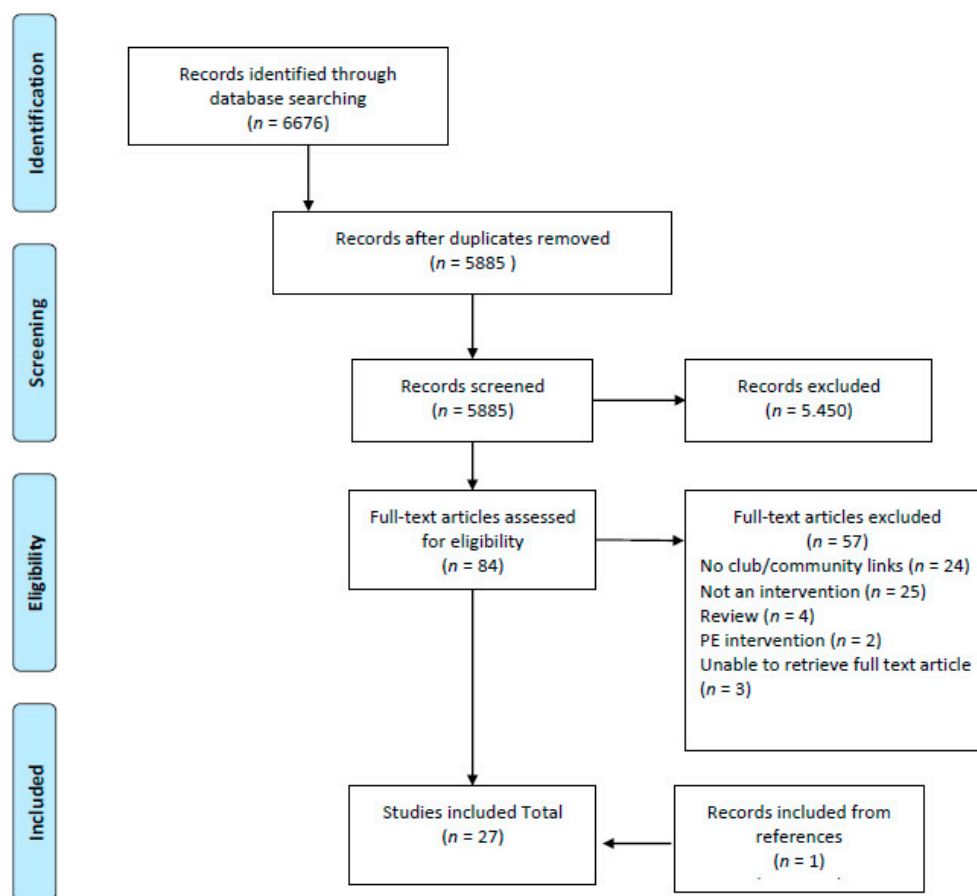 Identification
Records identified through
database searching
(n = 6676)
Records after duplicates removed
(n = 5885 )
Screening
Records screened
(n = 5885)
Records excluded
(n = 5.450)
Eligibility
Full-text articles assessed
for eligibility
(n = 84)
Full-text articles excluded
(n = 57)
No club/community links (n = 24)
Not an intervention (n = 25)
Review (n = 4)
PE intervention (n = 2)
Unable to retrieve full text article
(n = 3)
Included
Studies included Total
(n = 27)
Records included from
references
(n = 1)